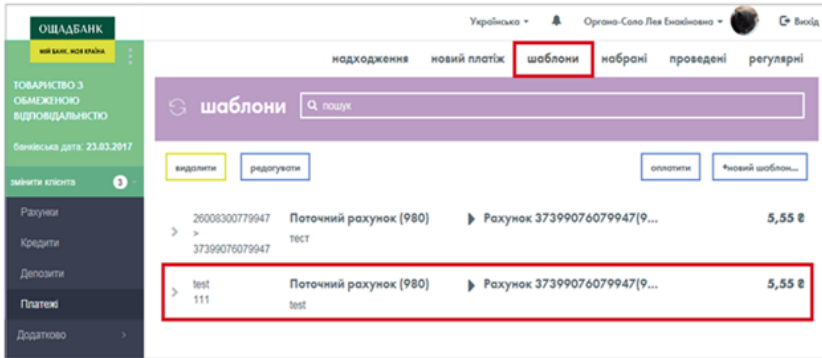 ОЩАДБАНК
МІЙ БАНК. МОЯ КРАЇНА
Українська
Органа-Соло Лея Енакіновна
Вихід
надходження новий платіж шаблони набрані проведені регулярні
ТОВАРИСТВО З
ОБМЕЖЕНОЮ
ВІДПОВІДАЛЬНІСТЮ
банківська дата: 23.03.2017
змінити клієнта 3
Рахунки
Кредити
Депозити
Платежі
Додатково
шаблони
пошук
видалити редагувати оплатити +новий шаблон...
26008300779947
>
37399076079947
Поточний рахунок (980)
тест
Рахунок 37399076079947(9...
5,55 ₴
test
111
Поточний рахунок (980)
test
Рахунок 37399076079947(9...
5,55 ₴